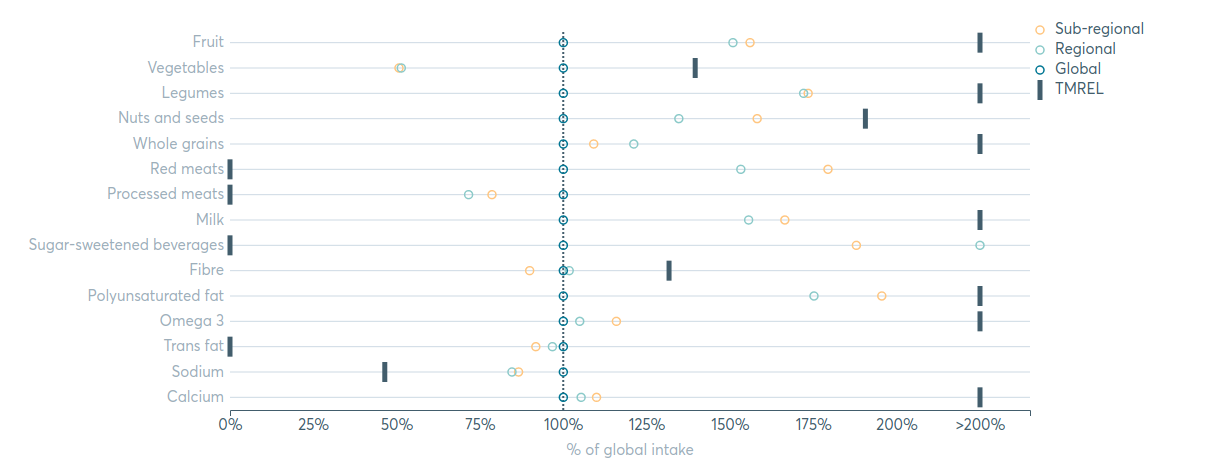 Sub-regional
Regional
Global
TMREL
Fruit
Vegetables
Legumes
Nuts and seeds
Whole grains
Red meats
Processed meats
Milk
Sugar-sweetened beverages
Fibre
Polyunsaturated fat
Omega 3
Trans fat
Sodium
Calcium
0% 25% 50% 75% 100% 125% 150% 175% 200% >200%
% of global intake